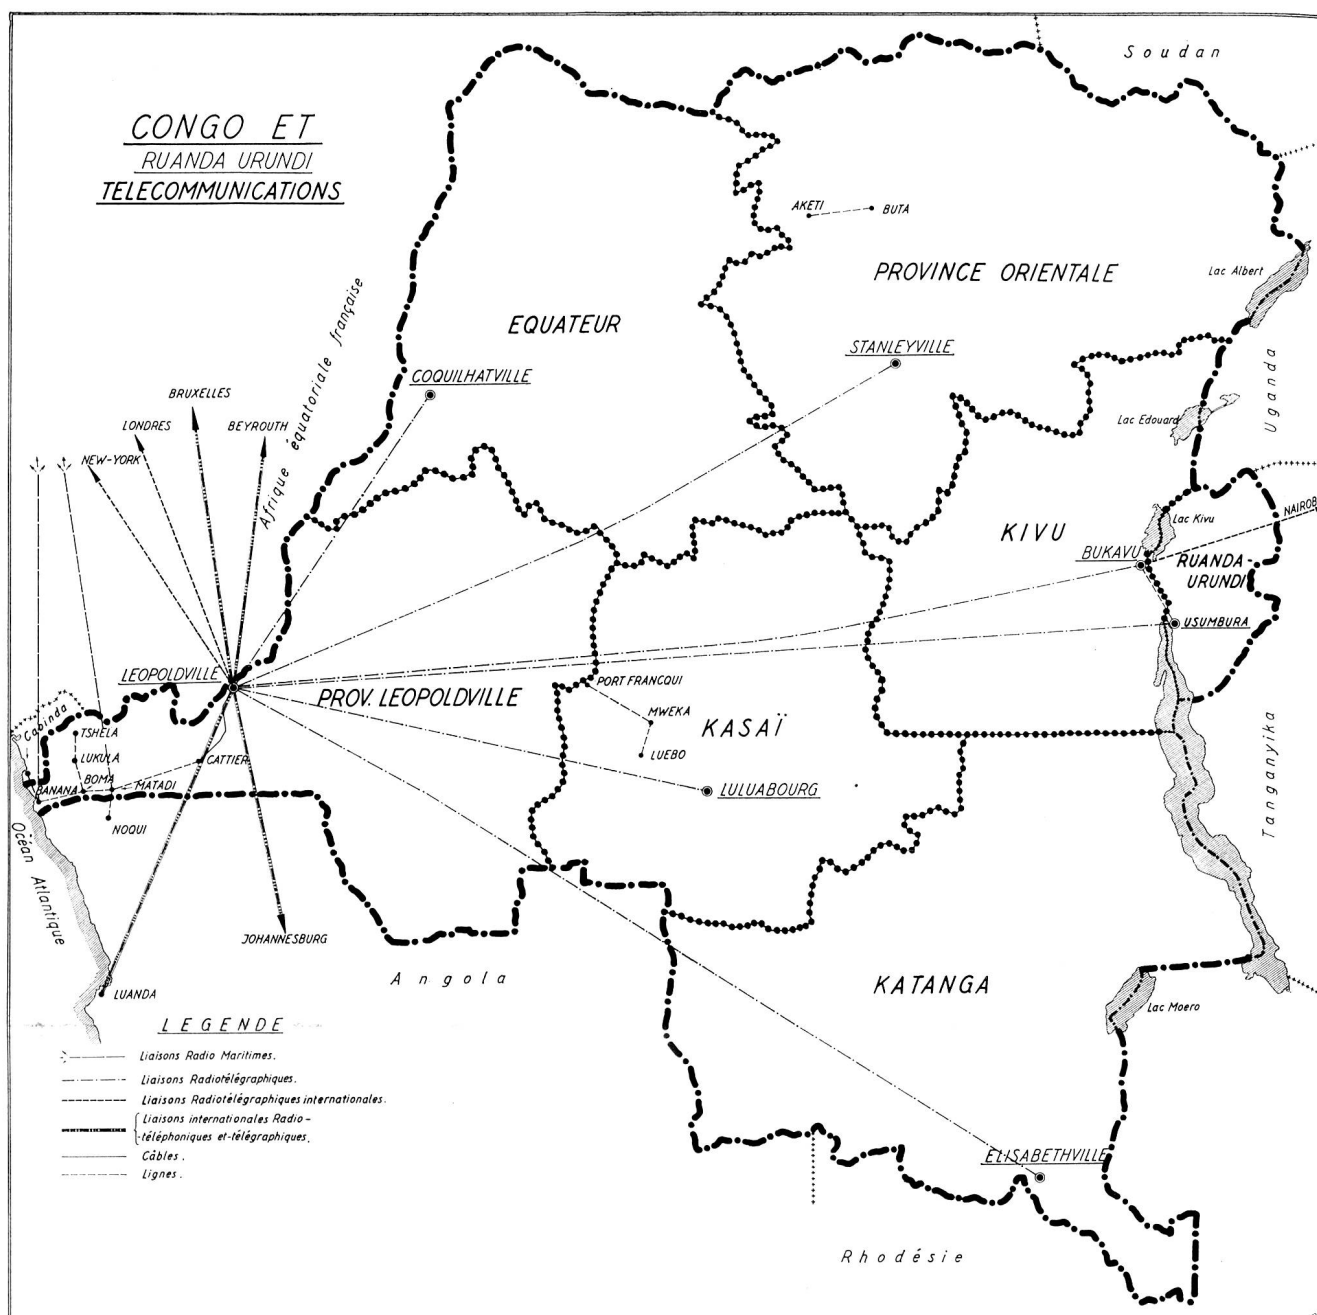 CONGO ET
RUANDA URUNDI
TELECOMMUNICATIONS
Soudan
AKETI
BUTA
PROVINCE ORIENTALE
Lac Albert
EQUATEUR
Afrique équatoriale française
STANLEYVILLE
COQUILHATVILLE
Uganda
BRUXELLES
LONDRES
BEYROUTH
NEW-YORK
Lac Edouard
KIVU
Lac Kivu
NAIROB
BUKAVU
RUANDA-
URUNDI
USUMBURA
LEOPOLDVILLE
PROV. LEOPOLDVILLE
PORT FRANCQUI
MWEKA
KASAÏ
LUEBO
LULUABOURG
Cabinda
TSHELA
LUKULA
CATTIER
BOMA
BANANA
MATADI
NOQUI
Tanganyika
Océan Atlantique
JOHANNESBURG
Angola
LUANDA
KATANGA
Lac Moero
ELISABETHVILLE
Rhodésie
LEGENDE
Liaisons Radio Maritimes.
Liaisons Radiotélégraphiques.
Liaisons Radiotélégraphiques internationales.
Liaisons internationales Radio-
-téléphoniques et-télégraphiques.
Câbles.
Lignes.